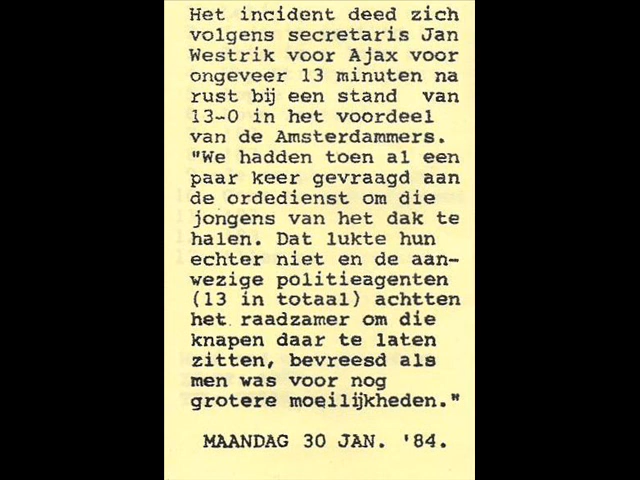 Het incident deed zich
volgens secretaris Jan
Westrik voor Ajax voor
ongeveer 13 minuten na
rust bij een stand van
13-0 in het voordeel
van de Amsterdammers.
"We hadden toen al een
paar keer gevraagd aan
de ordedienst om die
jongens van het dak te
halen. Dat lukte hun
echter niet en de aan-
wezige politieagenten
(13 in totaal) achtten
het raadzamer om die
knapen daar te laten
zitten, bevreesd als
men was voor nog
grotere moeilijkheden."
MAANDAG 30 JAN. '84.